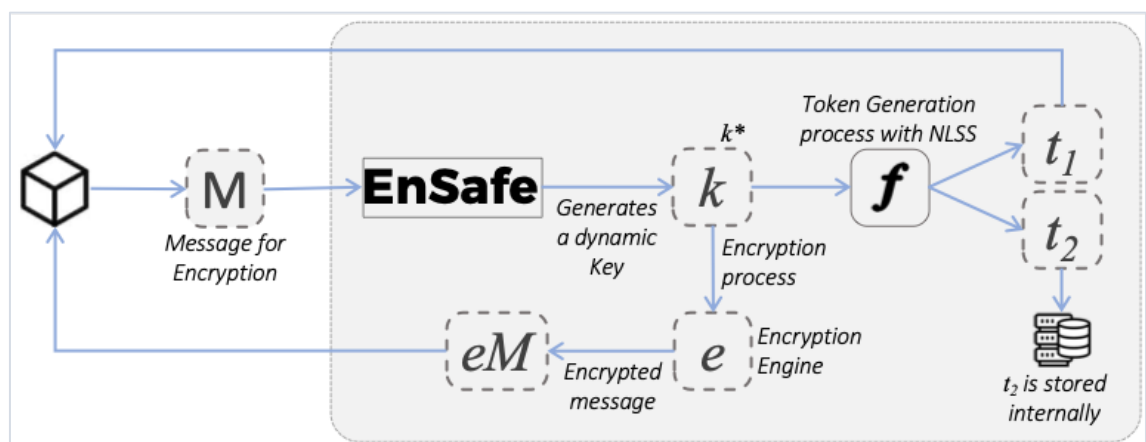 Token Generation
process with NLSS
k*
t1
M
EnSafe
k
f
Generates
a dynamic
Key
Message for
Encryption
t2
Encryption
process
eM
e
Encryption
Engine
Encrypted
message
t2 is stored
internally